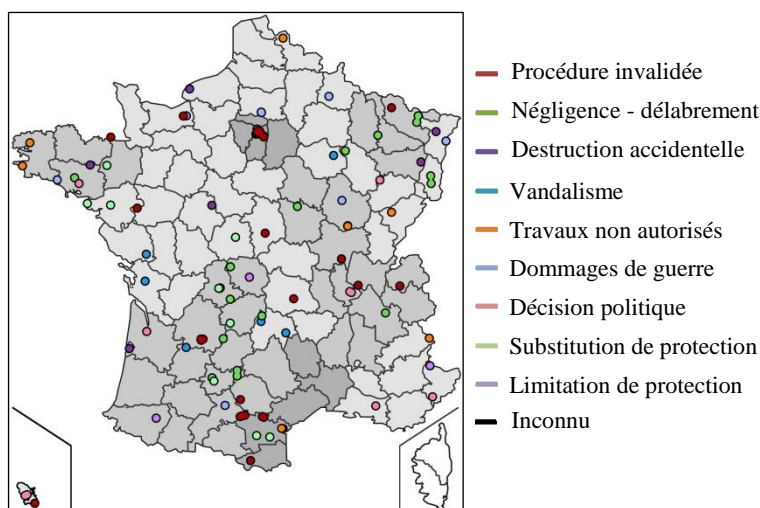 Procédure invalidée
Négligence - délabrement
Destruction accidentelle
Vandalisme
Travaux non autorisés
Dommages de guerre
Décision politique
Substitution de protection
Limitation de protection
Inconnu